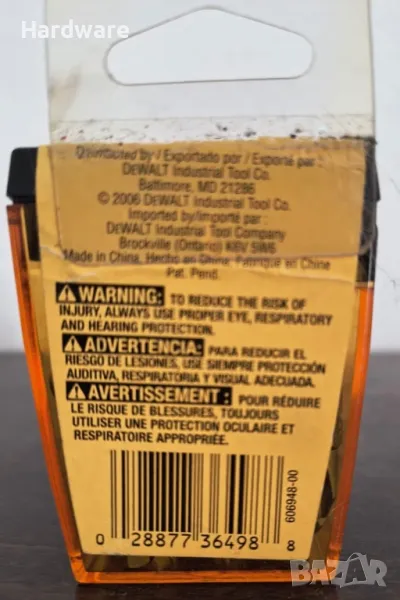 Hardware
Distributed by / Exportado por / Exporté par :
DEWALT Industrial Tool Co.
Baltimore, MD 21286
© 2006 DEWALT Industrial Tool Co.
Imported by/Importé par :
DEWALT Industrial Tool Company
Brockville (Ontario) K6V 5W6
Made in China, Hecho en China, Fabriqué en Chine
Pat. Pend.
WARNING: TO REDUCE THE RISK OF
INJURY, ALWAYS USE PROPER EYE, RESPIRATORY
AND HEARING PROTECTION.
ADVERTENCIA: PARA REDUCIR EL
RIESGO DE LESIONES, USE SIEMPRE PROTECCIÓN
AUDITIVA, RESPIRATORIA Y VISUAL ADECUADA.
AVERTISSEMENT : POUR RÉDUIRE
LE RISQUE DE BLESSURES, TOUJOURS
UTILISER UNE PROTECTION OCULAIRE ET
RESPIRATOIRE APPROPRIÉE.
606948-00
0 28877 36498 8
BAZAR